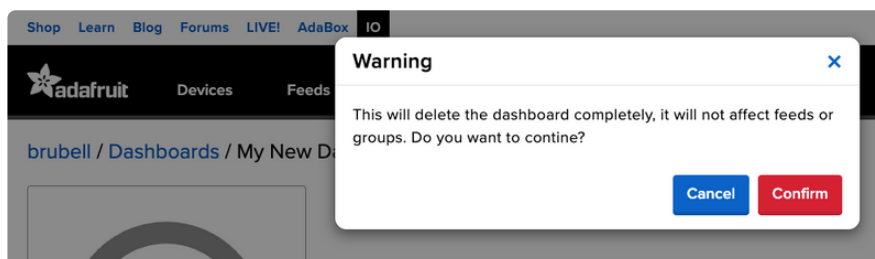 Shop Learn Blog Forums LIVE! AdaBox IO
Warning
adafruit Devices Feeds
This will delete the dashboard completely, it will not affect feeds or
groups. Do you want to contine?
brubell / Dashboards / My New Da
Cancel Confirm